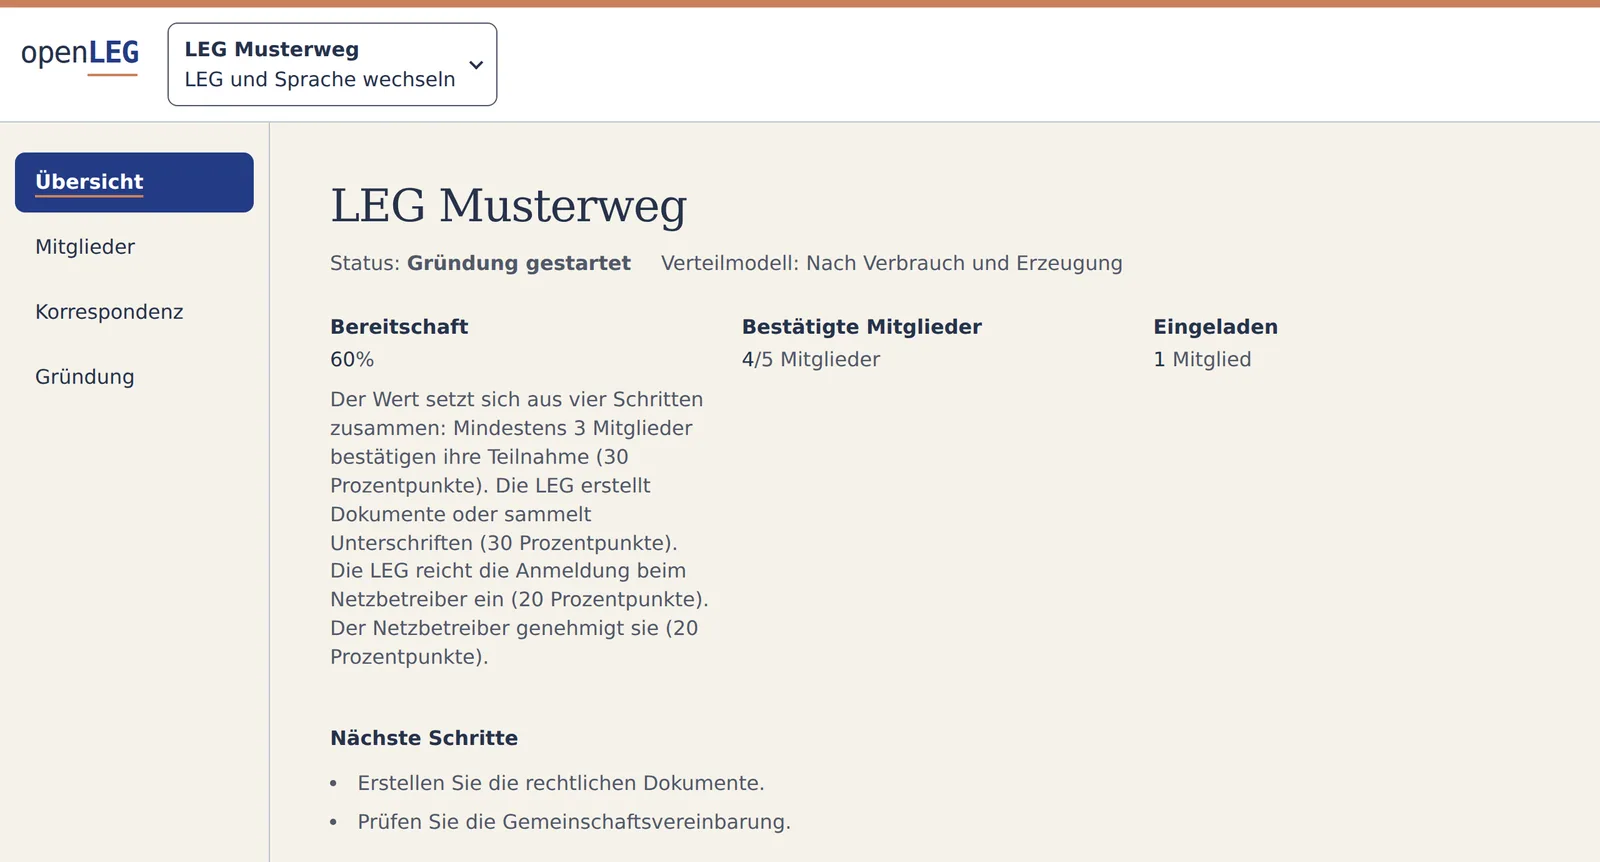 openLEG
LEG Musterweg
LEG und Sprache wechseln
Übersicht
Mitglieder
Korrespondenz
Gründung
LEG Musterweg
Status: Gründung gestartet Verteilmodell: Nach Verbrauch und Erzeugung
Bereitschaft
60%
Der Wert setzt sich aus vier Schritten
zusammen: Mindestens 3 Mitglieder
bestätigen ihre Teilnahme (30
Prozentpunkte). Die LEG erstellt
Dokumente oder sammelt
Unterschriften (30 Prozentpunkte).
Die LEG reicht die Anmeldung beim
Netzbetreiber ein (20 Prozentpunkte).
Der Netzbetreiber genehmigt sie (20
Prozentpunkte).
Bestätigte Mitglieder
4/5 Mitglieder
Eingeladen
1 Mitglied
Nächste Schritte
• Erstellen Sie die rechtlichen Dokumente.
• Prüfen Sie die Gemeinschaftsvereinbarung.